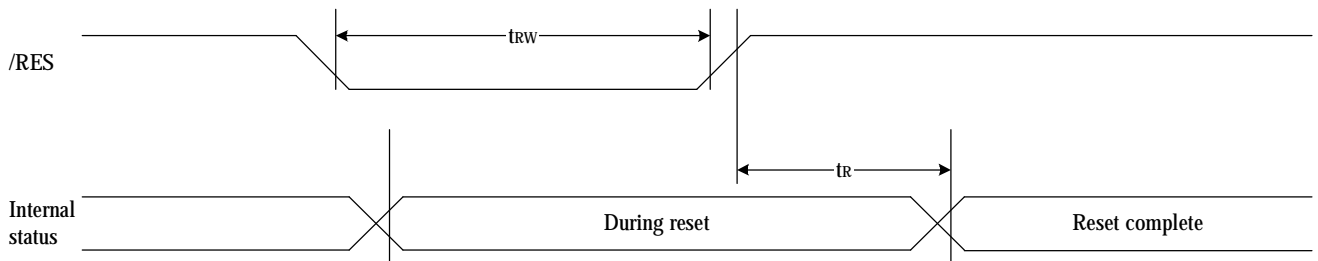 tRW
/RES
tR
Internal
status
During reset
Reset complete